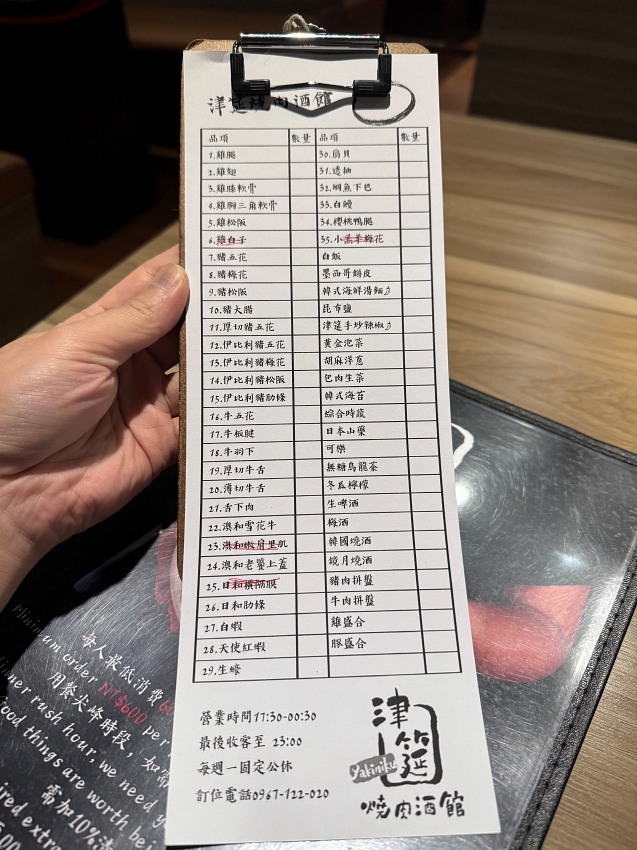 津筵燒肉酒館
品項 數量 品項 數量
1.雞腿 30.扇貝
2.雞翅 31.透抽
3.雞膝軟骨 32.鯛魚下巴
4.雞胸三角軟骨 33.白鰻
5.雞松阪 34.櫻桃鴨腿
6.雞白子 35.小羔羊梅花
7.豬五花 白飯
8.豬梅花 墨西哥餅皮
9.豬松阪 韓式海鮮湯麵
10.豬大腸 昆布鹽
11.厚切豬五花 津筵手炒辣椒
12.伊比利豬五花 黃金泡菜
13.伊比利豬梅花 胡麻洋蔥
14.伊比利豬松阪 包肉生菜
15.伊比利豬肋條 韓式海苔
16.牛五花 綜合時蔬
17.牛板腱 日本山藥
18.牛羽下 可樂
19.厚切牛舌 無糖烏龍茶
20.薄切牛舌 冬瓜檸檬
21.舌下肉 生啤酒
22.澳和雪花牛 梅酒
23.澳和嫩肩里肌 韓國燒酒
24.澳和老饕上蓋 鏡月燒酒
25.日和橫隔膜 豬肉拼盤
26.日和肋條 牛肉拼盤
27.白蝦 雞盛合
28.天使紅蝦 豚盛合
29.生蠔
營業時間17:30-00:30
最後收客至 23:00
每週一固定公休
訂位電話0967-122-020
津筵
Yakiniku
燒肉酒館
每人最低消費
Minimum order NT$600 per
用餐尖峰時段，如需
dinner rush hour, we need y
food things are worth bei
需加10%清